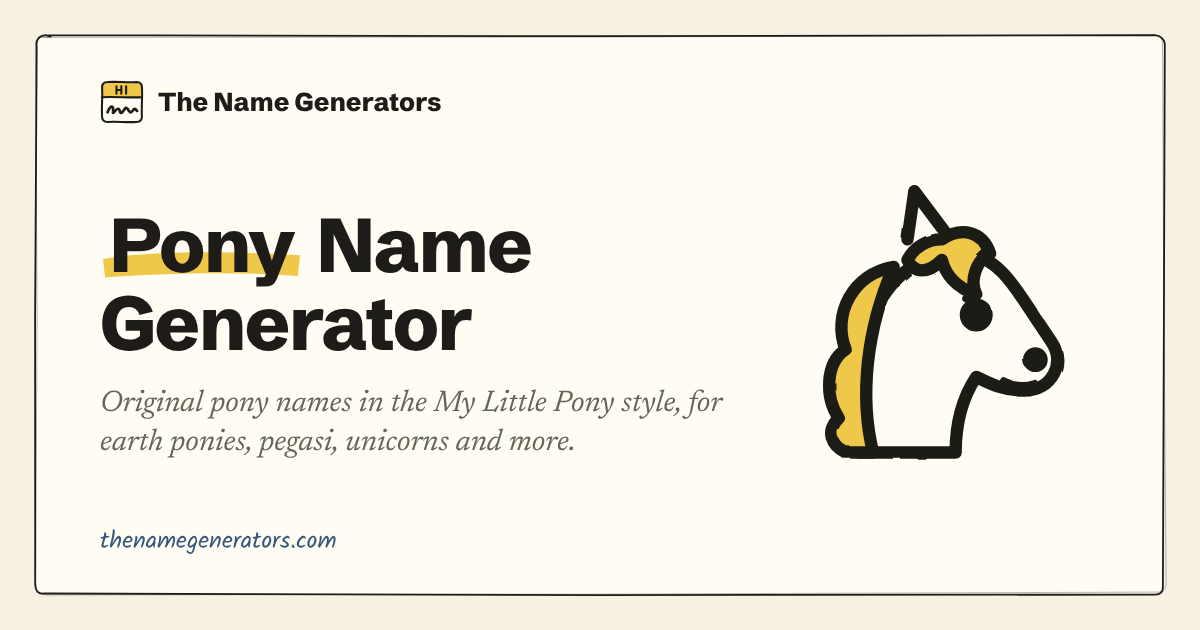 HI
The Name Generators
Pony Name
Generator
Original pony names in the My Little Pony style, for
earth ponies, pegasi, unicorns and more.
thenamegenerators.com